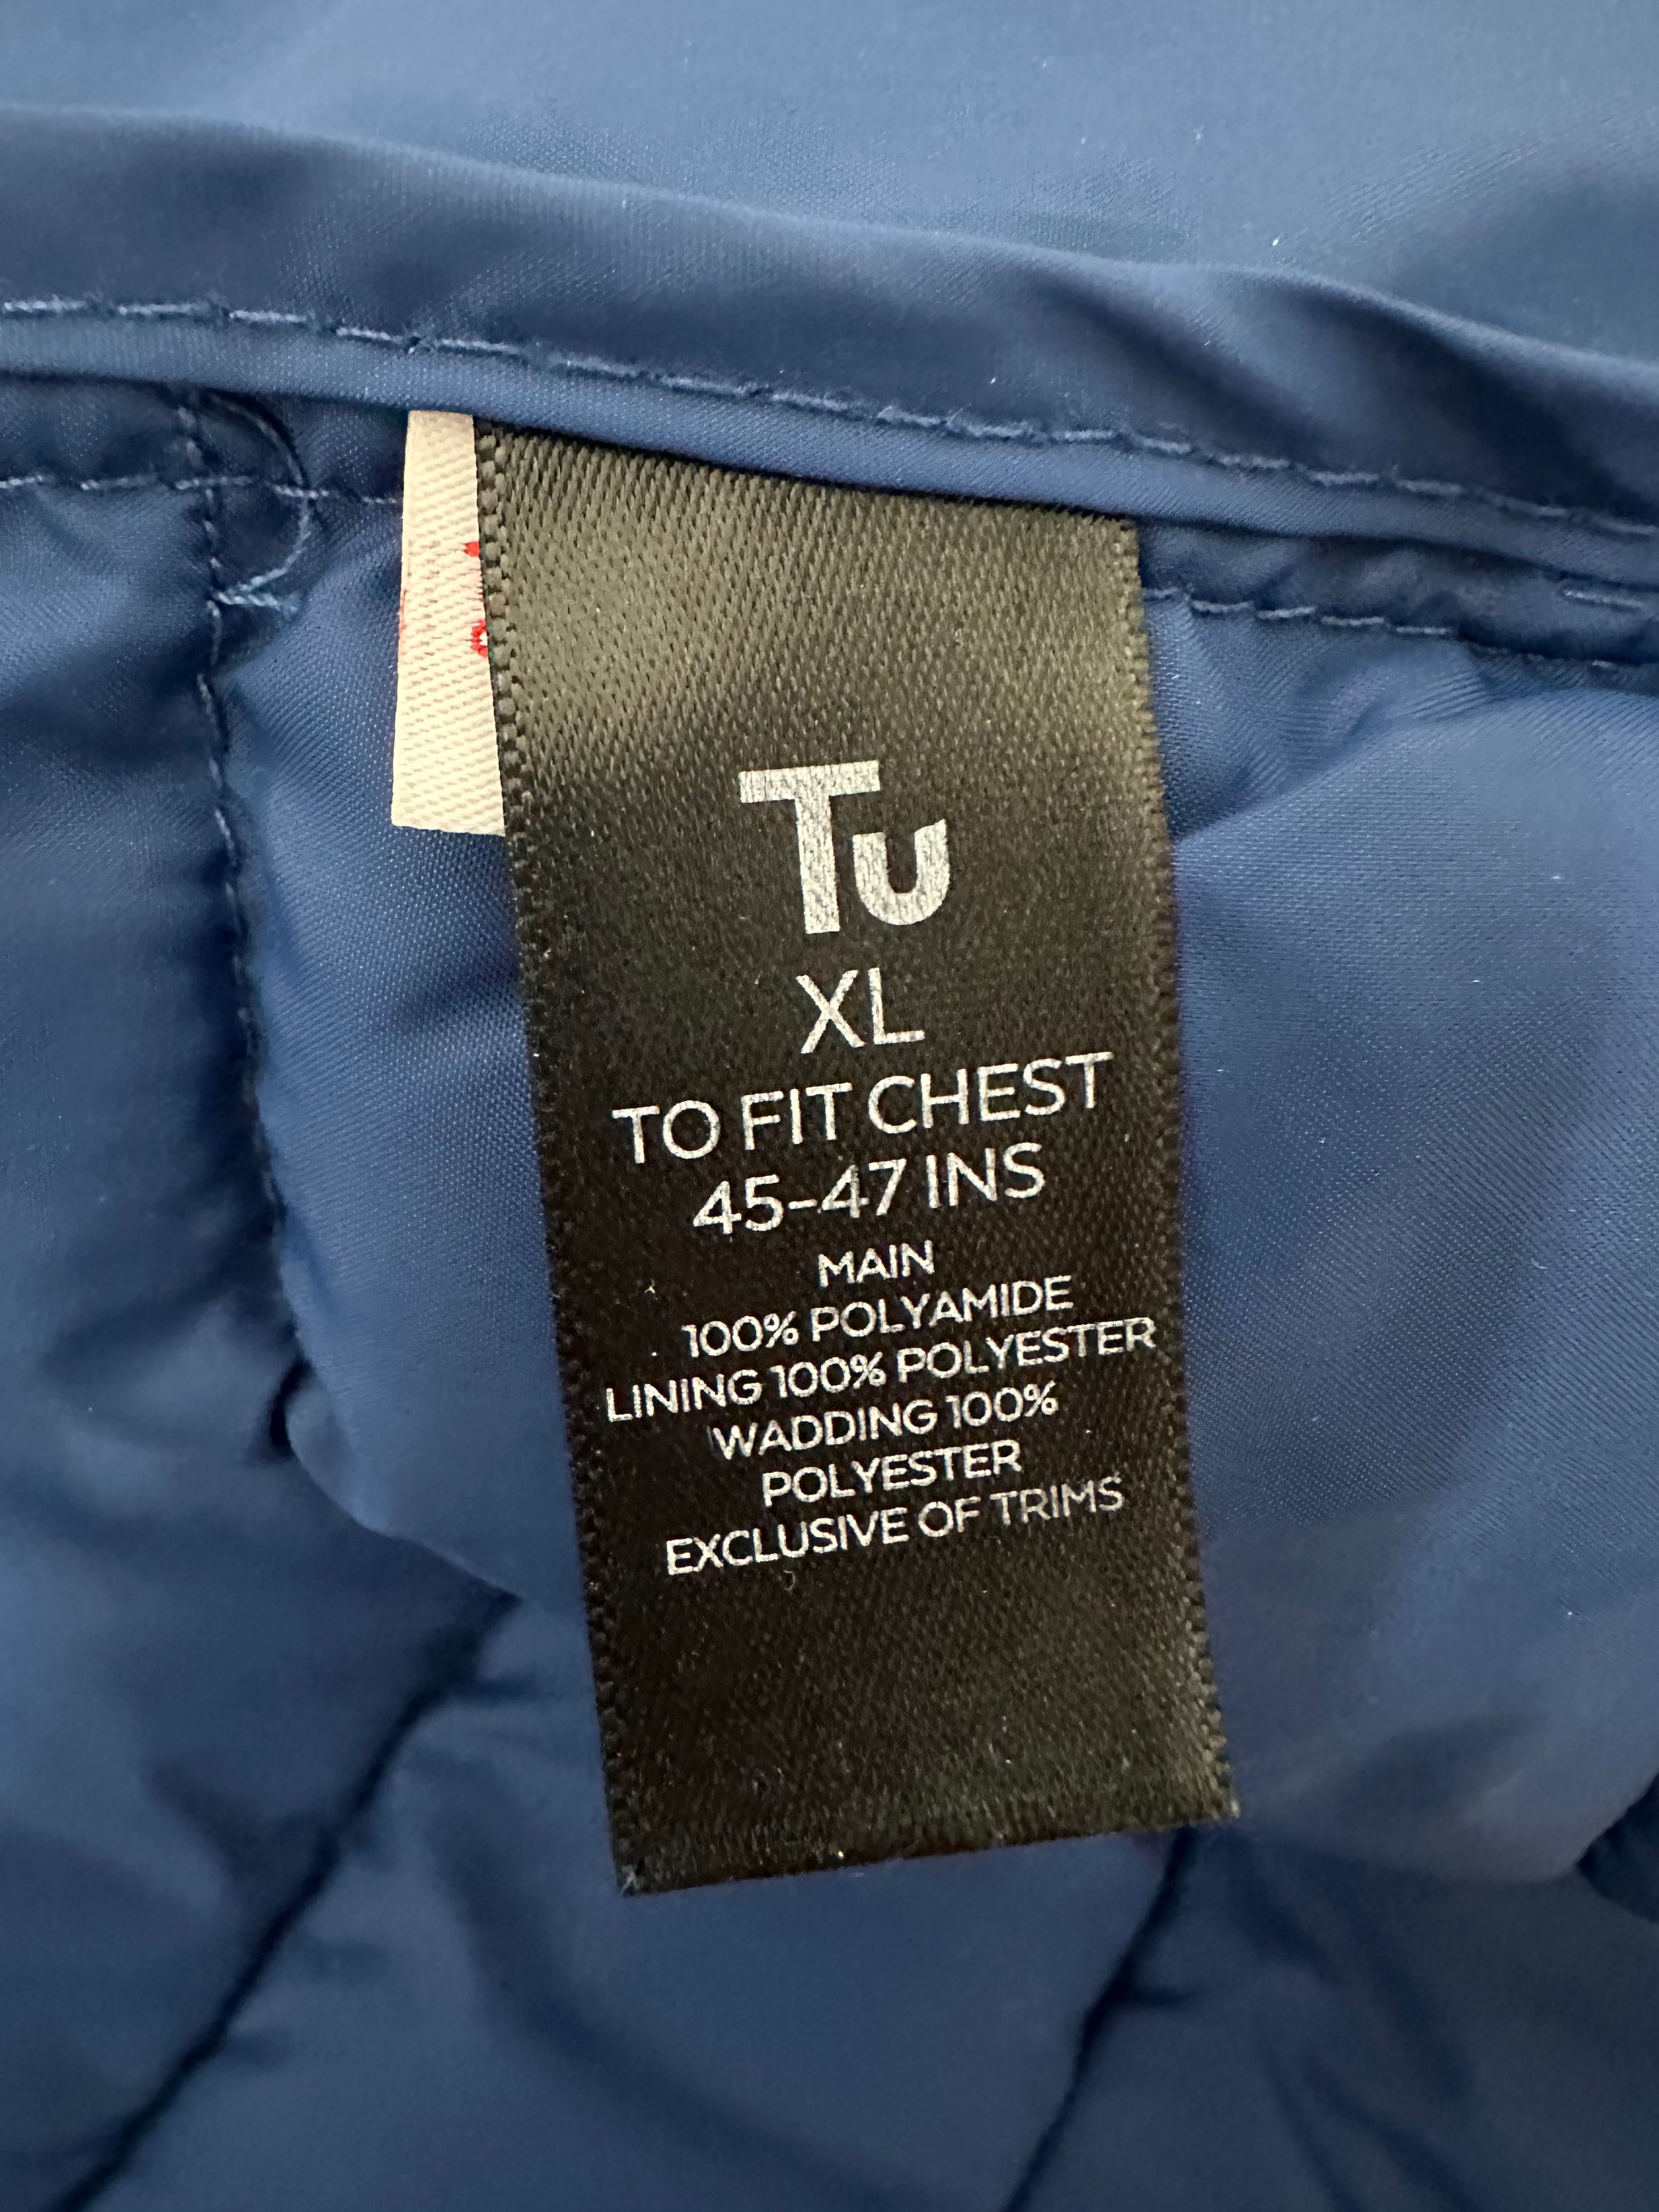 Tu
XL
TO FIT CHEST
45-47 INS
MAIN
100% POLYAMIDE
LINING 100% POLYESTER
WADDING 100%
POLYESTER
EXCLUSIVE OF TRIMS